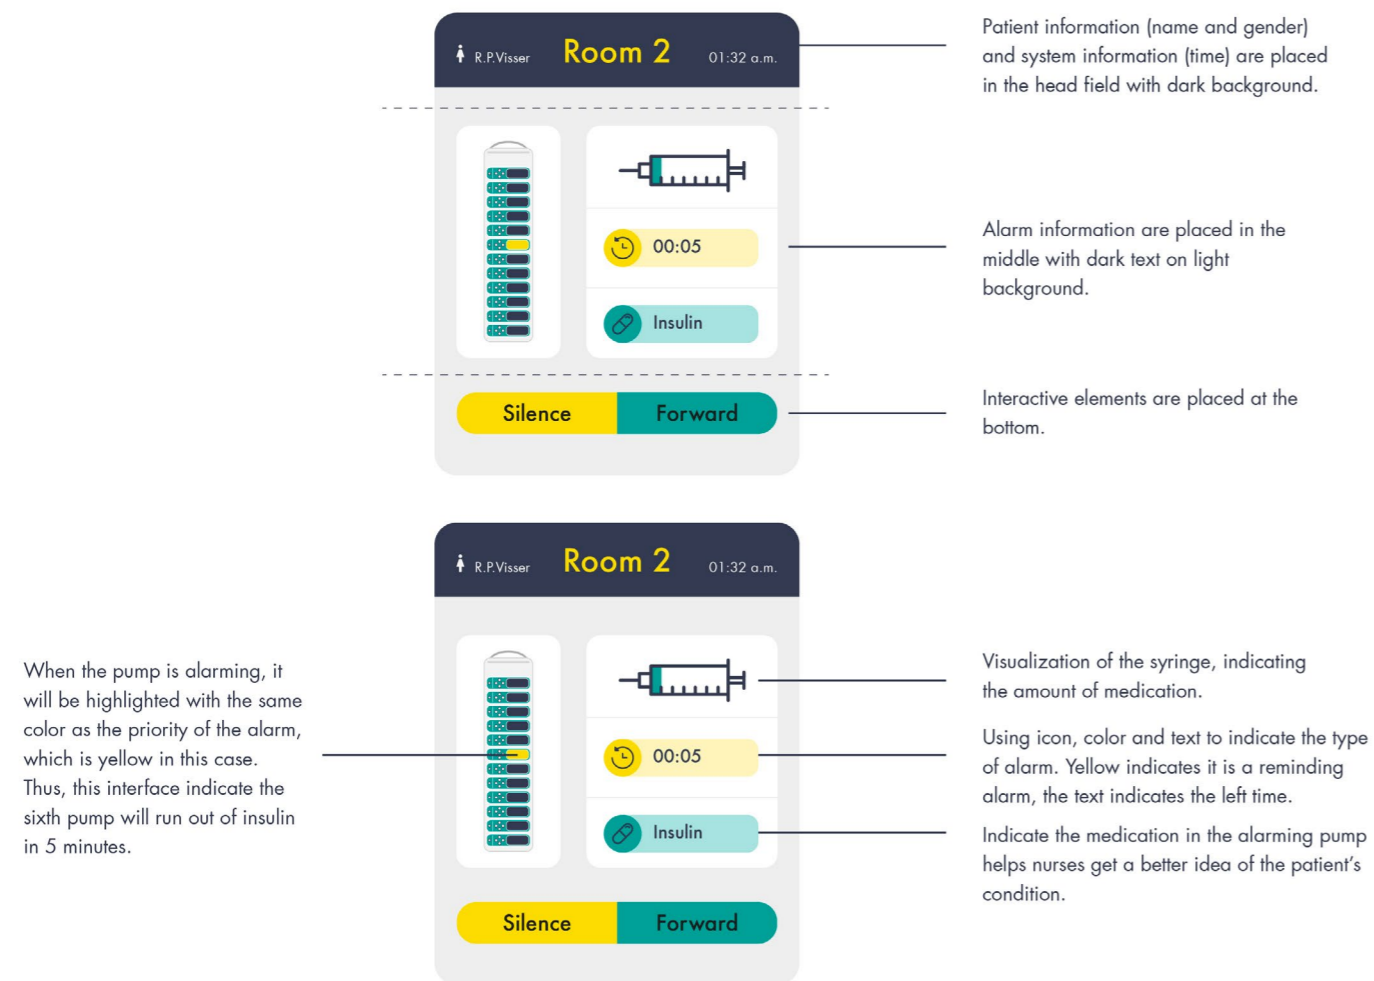 R.P.Visser
Room 2
01:32 a.m.
Patient information (name and gender)
and system information (time) are placed
in the head field with dark background.
00:05
Insulin
Alarm information are placed in the
middle with dark text on light
background.
Silence
Forward
Interactive elements are placed at the
bottom.
R.P.Visser
Room 2
01:32 a.m.
When the pump is alarming, it
will be highlighted with the same
color as the priority of the alarm,
which is yellow in this case.
Thus, this interface indicate the
sixth pump will run out of insulin
in 5 minutes.
00:05
Insulin
Silence
Forward
Visualization of the syringe, indicating
the amount of medication.
Using icon, color and text to indicate the type
of alarm. Yellow indicates it is a reminding
alarm, the text indicates the left time.
Indicate the medication in the alarming pump
helps nurses get a better idea of the patient's
condition.